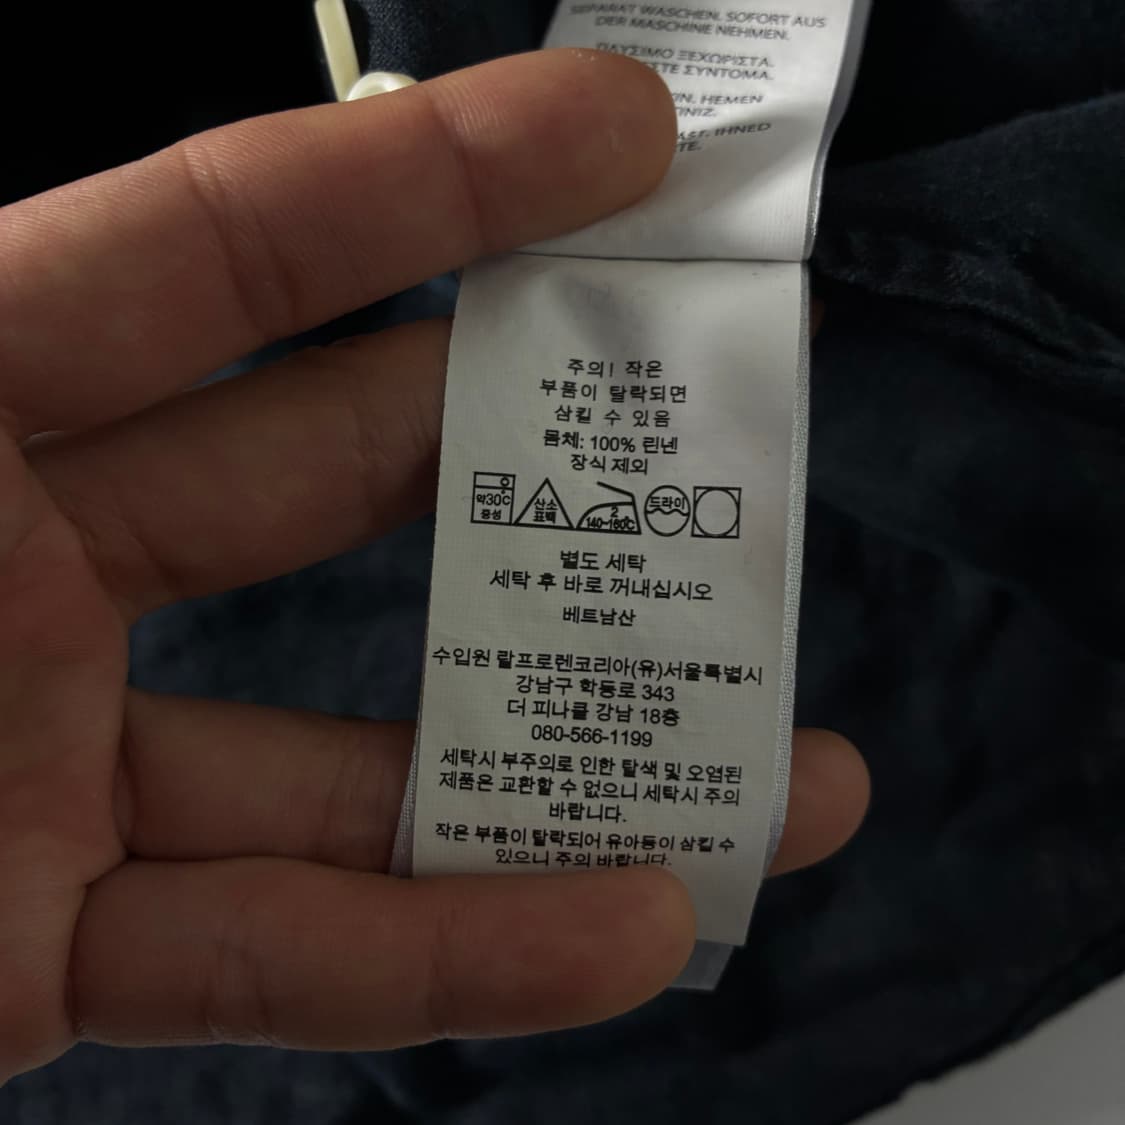 SEPARAT WASCHEN. SOFORT AUS
DER MASCHINE NEHMEN.
ΠΛΥΣΙΜΟ ΞΕΧΩΡΙΣΤΑ.
ΣΥΝΤΟΜΑ.
HEMEN
IHNED
주의! 작은
부품이 탈락되면
삼킬 수 있음
몸체: 100% 린넨
장식 제외
약30C
중성
산소
표백
2
140~160℃
드라이
별도 세탁
세탁 후 바로 꺼내십시오
베트남산
수입원 랄프로렌코리아(유)서울특별시
강남구 학동로 343
더 피나클 강남 18층
080-566-1199
세탁시 부주의로 인한 탈색 및 오염된
제품은 교환할 수 없으니 세탁시 주의
바랍니다.
작은 부품이 탈락되어 유아등이 삼킬 수
있으니 주의 바랍니다.